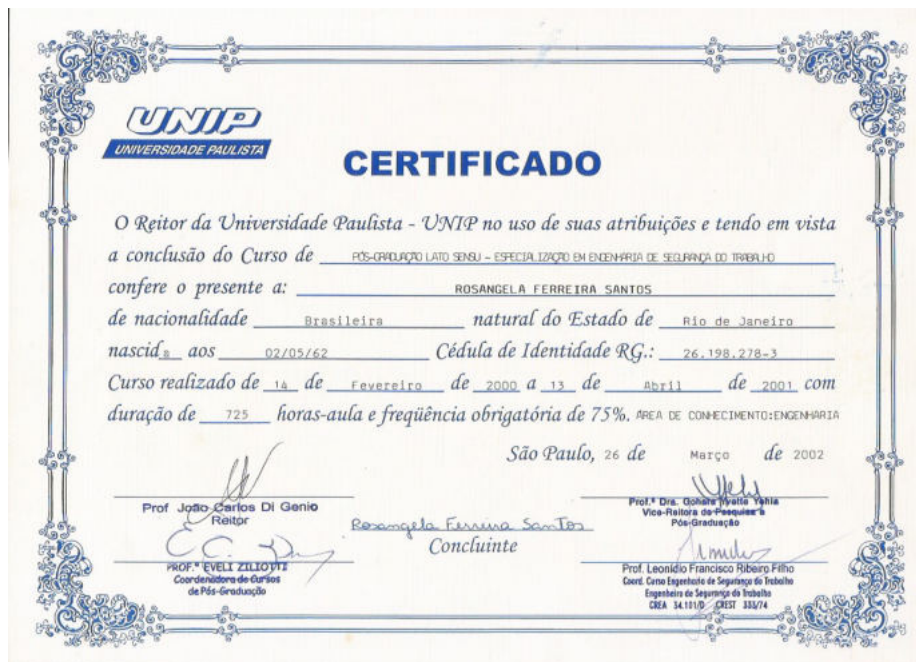 UNIP
UNIVERSIDADE PAULISTA
CERTIFICADO
O Reitor da Universidade Paulista - UNIP no uso de suas atribuições e tendo em vista
a conclusão do Curso de PÓS-GRADUAÇÃO LATO SENSU - ESPECIALIZAÇÃO EM ENGENHARIA DE SEGURANÇA DO TRABALHO
confere o presente a: ROSANGELA FERREIRA SANTOS
de nacionalidade Brasileira natural do Estado de Rio de Janeiro
nascida aos 02/05/62 Cédula de Identidade RG.: 26.198.278-3
Curso realizado de 14 de Fevereiro de 2000 a 13 de Abril de 2001 com
duração de 725 horas-aula e freqüência obrigatória de 75%. ÁREA DE CONHECIMENTO:ENGENHARIA
São Paulo, 26 de Março de 2002
Prof João Carlos Di Genio
Reitor
Prof.ª Dra. Yvette Yehia
Vice-Reitora de Pesquisa e
Pós-Graduação
Rosangela Ferreira Santos
Concluinte
PROF.ª EVELI ZILIOTTI
Coordenadora de Cursos
de Pós-Graduação
Prof. Leonídio Francisco Ribeiro Filho
Coord. Curso Engenharia de Segurança do Trabalho
Engenheiro de Segurança do Trabalho
CREA 34.101/D CREST 333/74